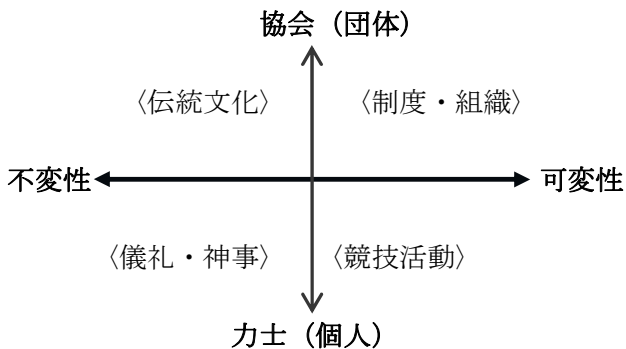 協会（団体）
〈伝統文化〉 〈制度・組織〉
不変性 可変性
〈儀礼・神事〉 〈競技活動〉
力士（個人）